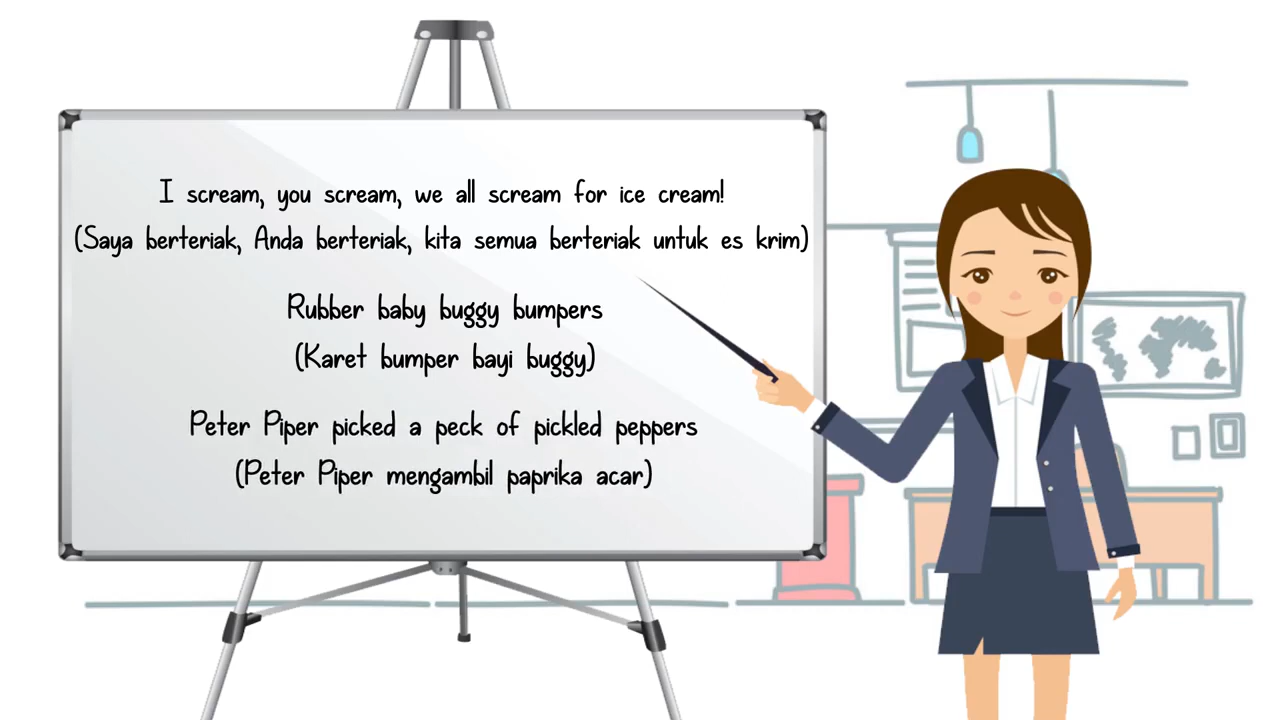 I scream, you scream, we all scream for ice cream!
(Saya berteriak, Anda berteriak, kita semua berteriak untuk es krim)
Rubber baby buggy bumpers
(Karet bumper bayi buggy)
Peter Piper picked a peck of pickled peppers
(Peter Piper mengambil paprika acar)